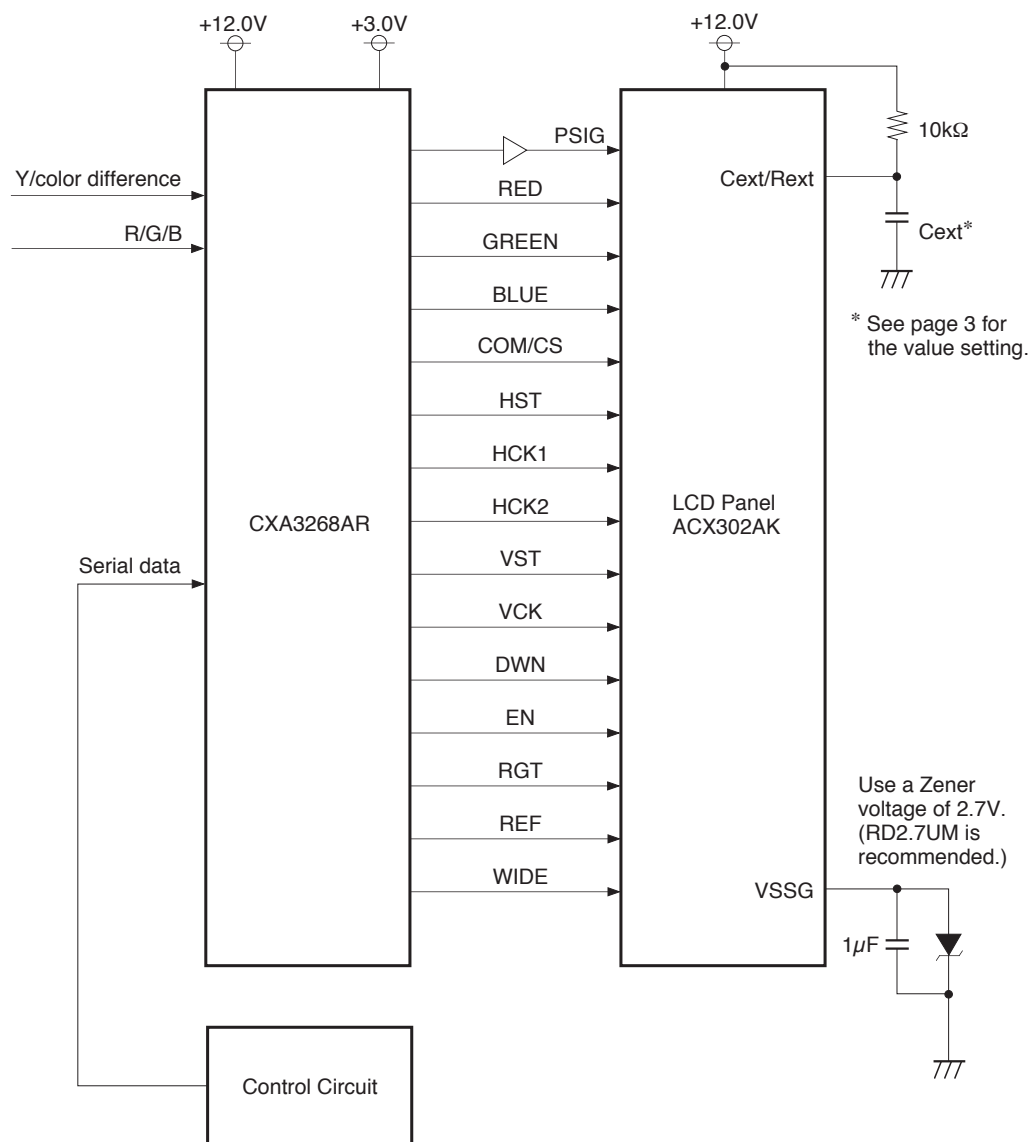 +12.0V
+3.0V
+12.0V
10kΩ
PSIG
Y/color difference
Cext/Rext
RED
R/G/B
Cext*
GREEN
BLUE
* See page 3 for
the value setting.
COM/CS
HST
HCK1
HCK2
CXA3268AR
LCD Panel
ACX302AK
Serial data
VST
VCK
DWN
EN
RGT
REF
WIDE
Use a Zener
voltage of 2.7V.
(RD2.7UM is
recommended.)
VSSG
1µF
Control Circuit